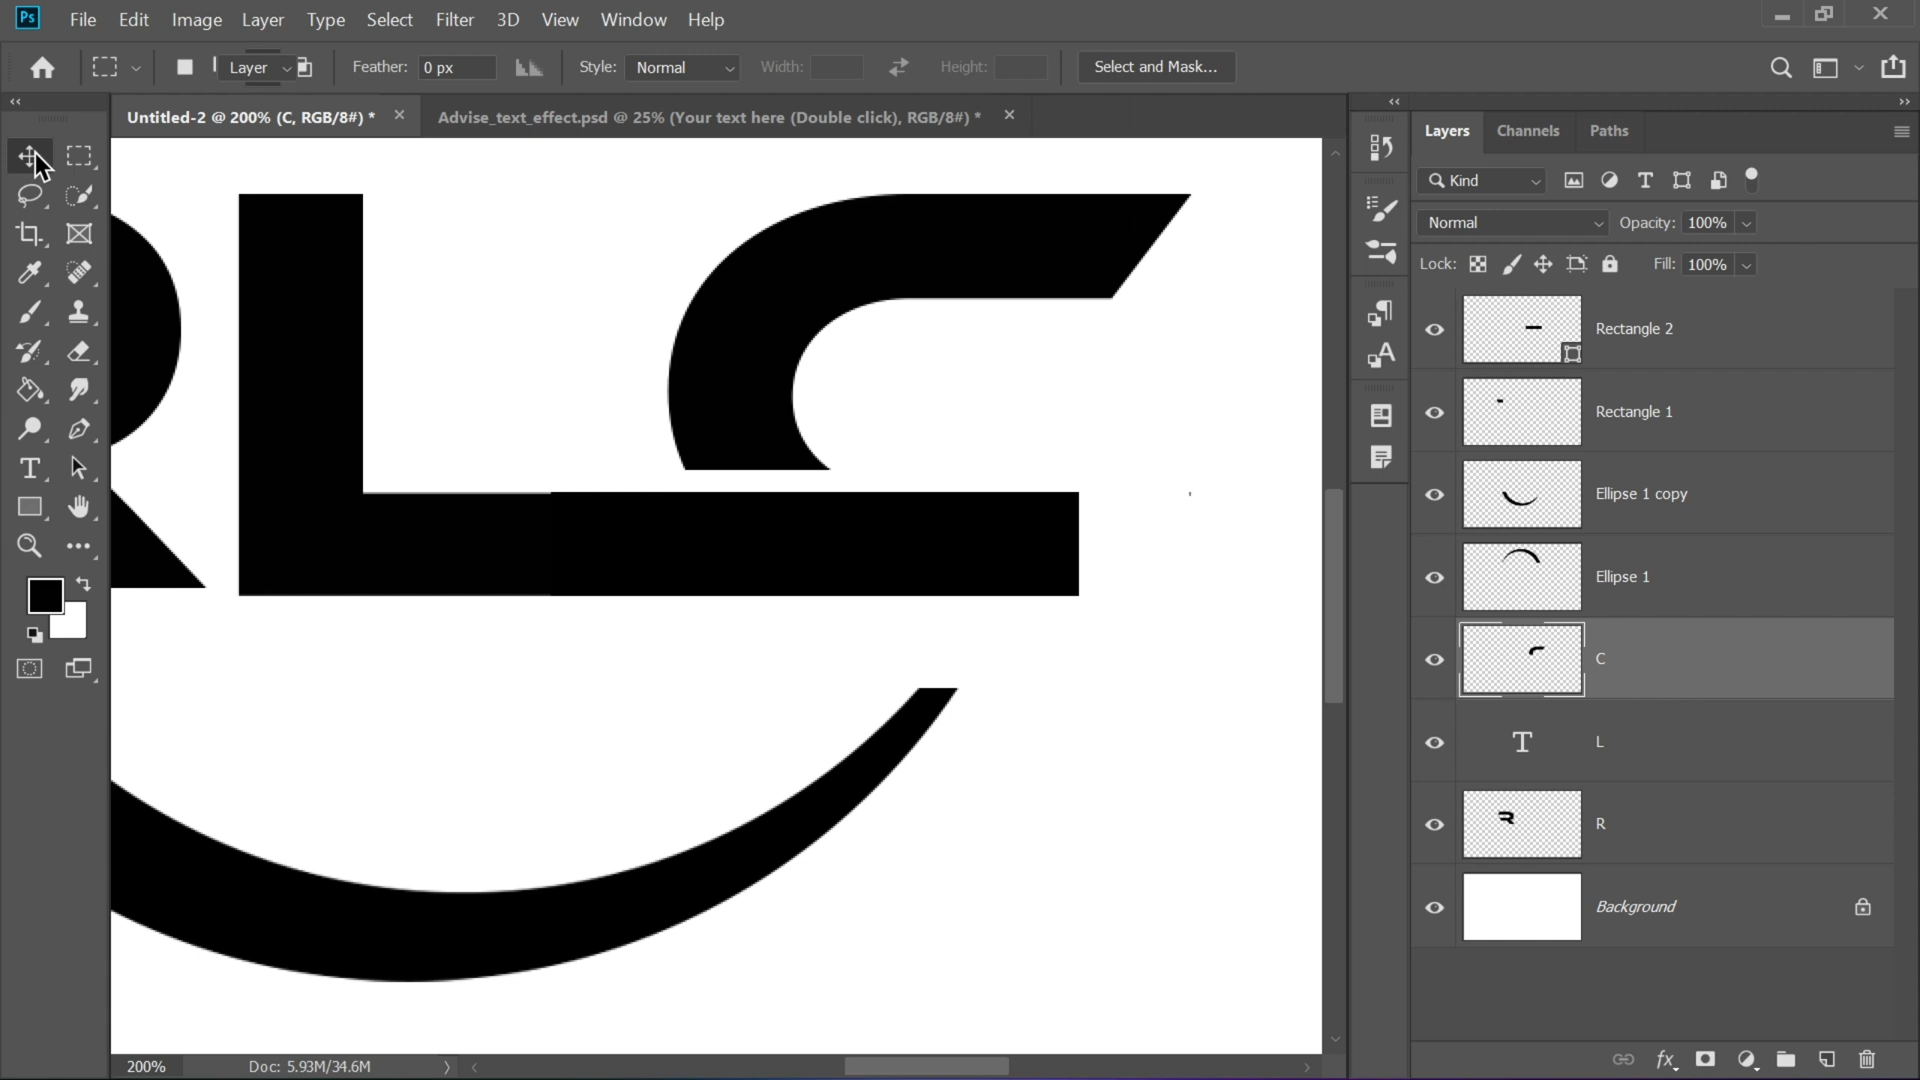 Ps File Edit Image Layer Type Select Filter 3D View Window Help
Layer Feather: 0 px Style: Normal Width: Height: Select and Mask...
Untitled-2 @ 200% (C, RGB/8#) * Advise_text_effect.psd @ 25% (Your text here (Double click), RGB/8#) *
Layers Channels Paths
Kind
Normal Opacity: 100%
Lock: Fill: 100%
Rectangle 2
Rectangle 1
Ellipse 1 copy
Ellipse 1
C
L
R
Background
200% Doc: 5.93M/34.6M